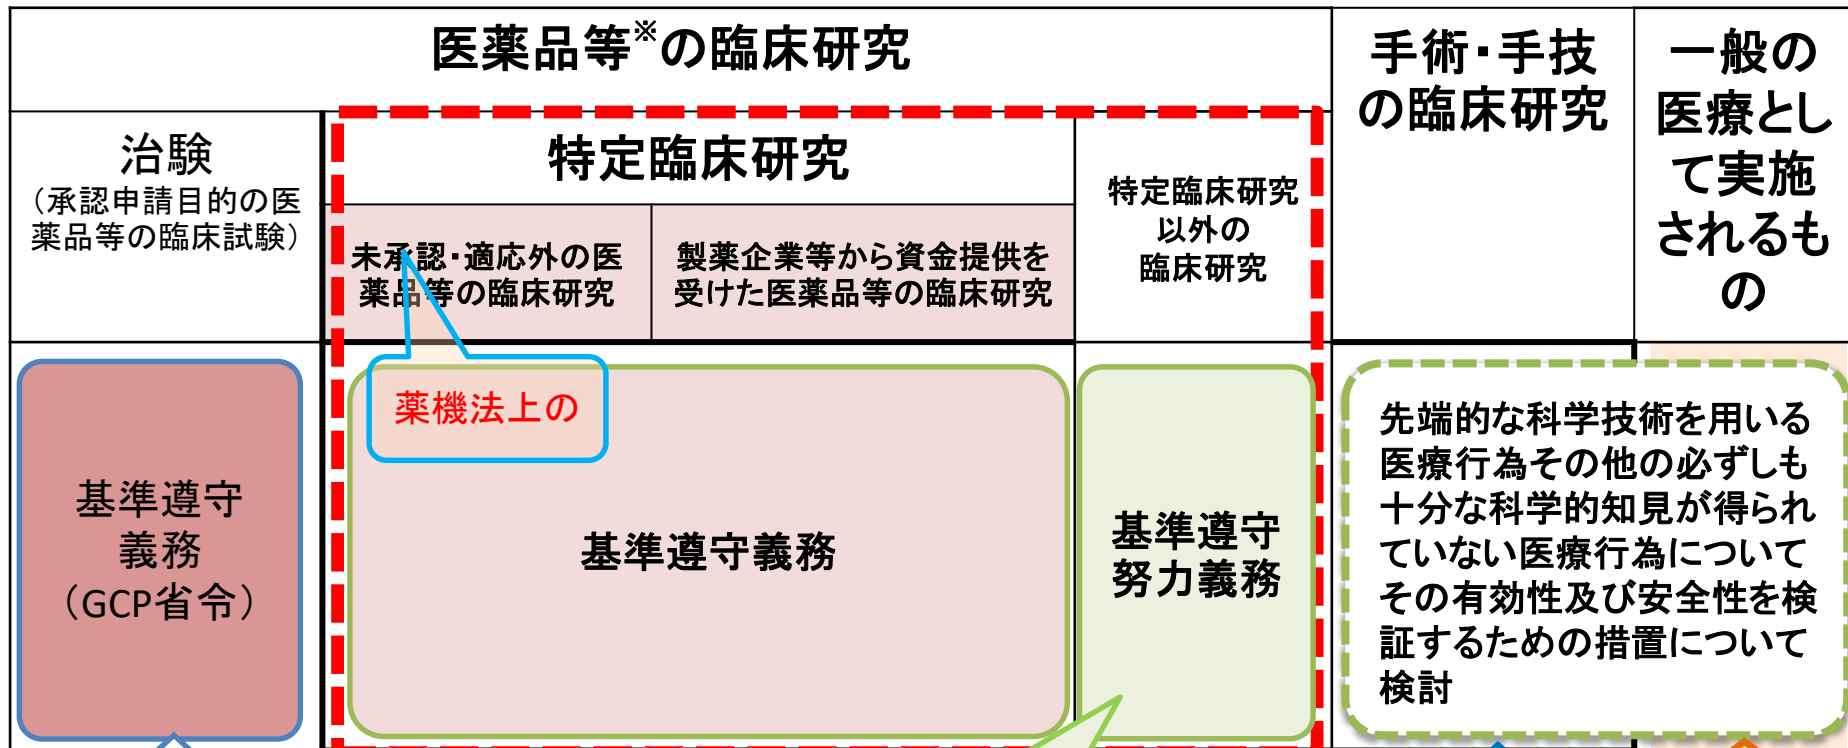 医薬品等※の臨床研究
手術・手技
の臨床研究
一般の
医療とし
て実施
されるも
の
治験
（承認申請目的の医
薬品等の臨床試験）
特定臨床研究
特定臨床研究
以外の
臨床研究
未承認・適応外の医
薬品等の臨床研究
製薬企業等から資金提供を
受けた医薬品等の臨床研究
薬機法上の
基準遵守
義務
（GCP省令）
基準遵守義務
基準遵守
努力義務
先端的な科学技術を用いる
医療行為その他の必ずしも
十分な科学的知見が得られ
ていない医療行為について
その有効性及び安全性を検
証するための措置について
検討